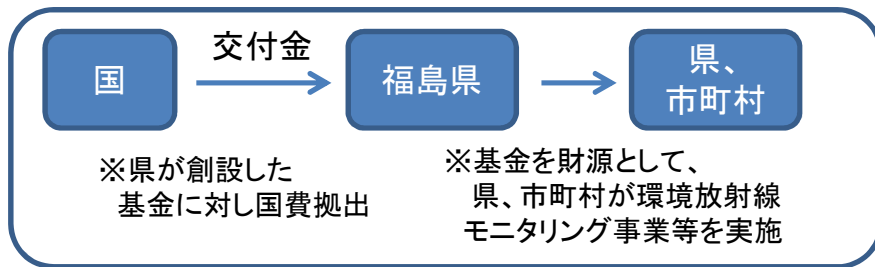 交付金
国
福島県
県、
市町村
※県が創設した
基金に対し国費拠出
※基金を財源として、
県、市町村が環境放射線
モニタリング事業等を実施